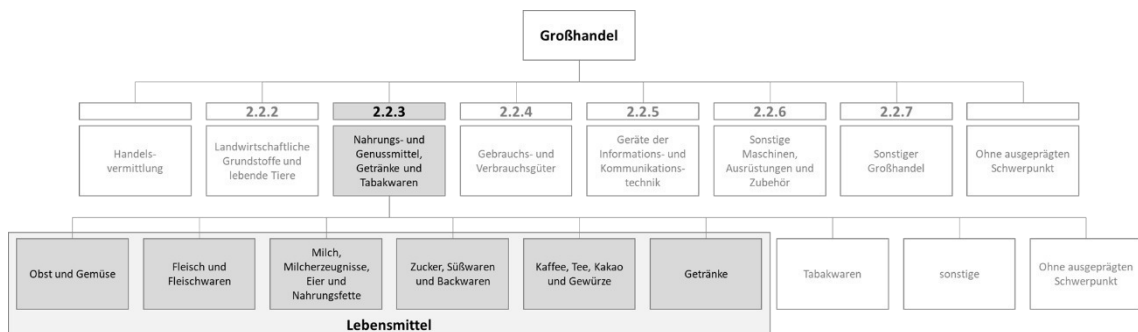 Großhandel
2.2.2
2.2.3
2.2.4
2.2.5
2.2.6
2.2.7
Handels-
vermittlung
Landwirtschaftliche
Grundstoffe und
lebende Tiere
Nahrungs- und
Genussmittel,
Getränke und
Tabakwaren
Gebrauchs- und
Verbrauchsgüter
Geräte der
Informations- und
Kommunikations-
technik
Sonstige
Maschinen,
Ausrüstungen und
Zubehör
Sonstiger
Großhandel
Ohne ausgeprägten
Schwerpunkt
Obst und Gemüse
Fleisch und
Fleischwaren
Milch,
Milcherzeugnisse,
Eier und
Nahrungsfette
Zucker, Süßwaren
und Backwaren
Kaffee, Tee, Kakao
und Gewürze
Getränke
Tabakwaren
sonstige
Ohne ausgeprägten
Schwerpunkt
Lebensmittel